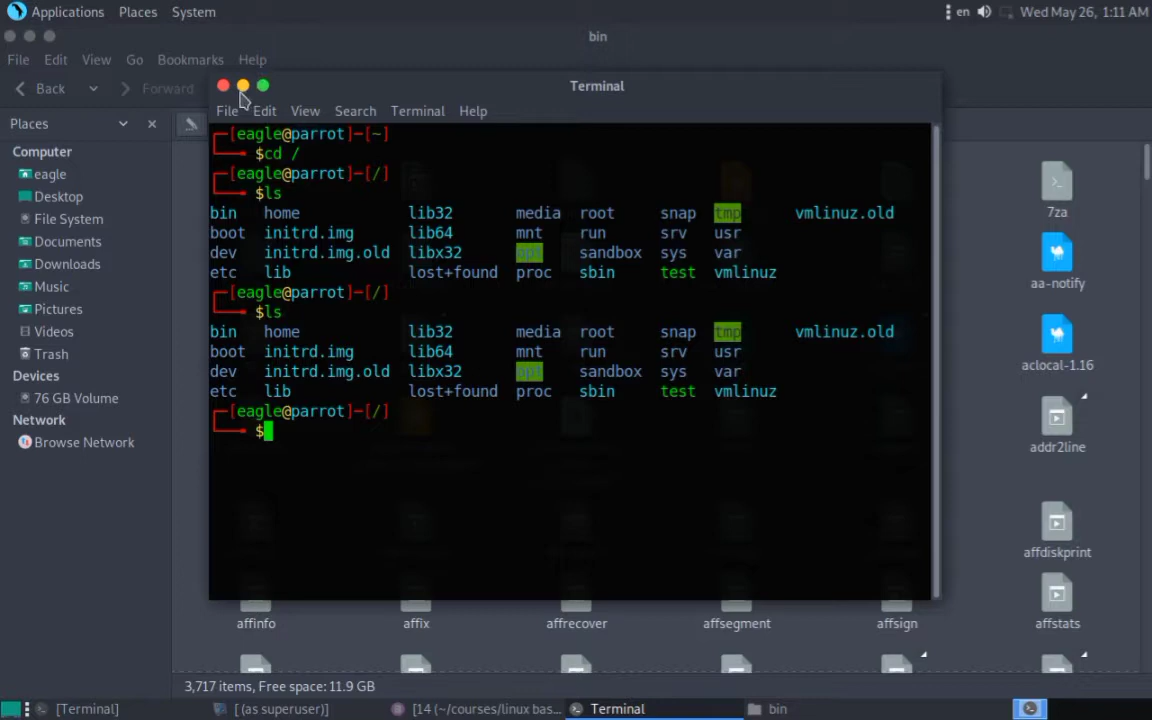 Applications Places System en Wed May 26, 1:11 AM
bin
File Edit View Go Bookmarks Help
Back Forward
Places
Computer
eagle
Desktop
File System
Documents
Downloads
Music
Pictures
Videos
Trash
Devices
76 GB Volume
Network
Browse Network
Terminal
File Edit View Search Terminal Help
[eagle@parrot]-[~]
$cd /
[eagle@parrot]-[/]
$ls
bin home lib32 media root snap tmp vmlinuz.old
boot initrd.img lib64 mnt run srv usr
dev initrd.img.old libx32 opt sandbox sys var
etc lib lost+found proc sbin test vmlinuz
[eagle@parrot]-[/]
$ls
bin home lib32 media root snap tmp vmlinuz.old
boot initrd.img lib64 mnt run srv usr
dev initrd.img.old libx32 opt sandbox sys var
etc lib lost+found proc sbin test vmlinuz
[eagle@parrot]-[/]
$
7za
aa-notify
aclocal-1.16
addr2line
affdiskprint
affinfo affix affrecover affsegment affsign affstats
3,717 items, Free space: 11.9 GB
[Terminal] [ (as superuser)] [14 (~/courses/linux bas... Terminal bin